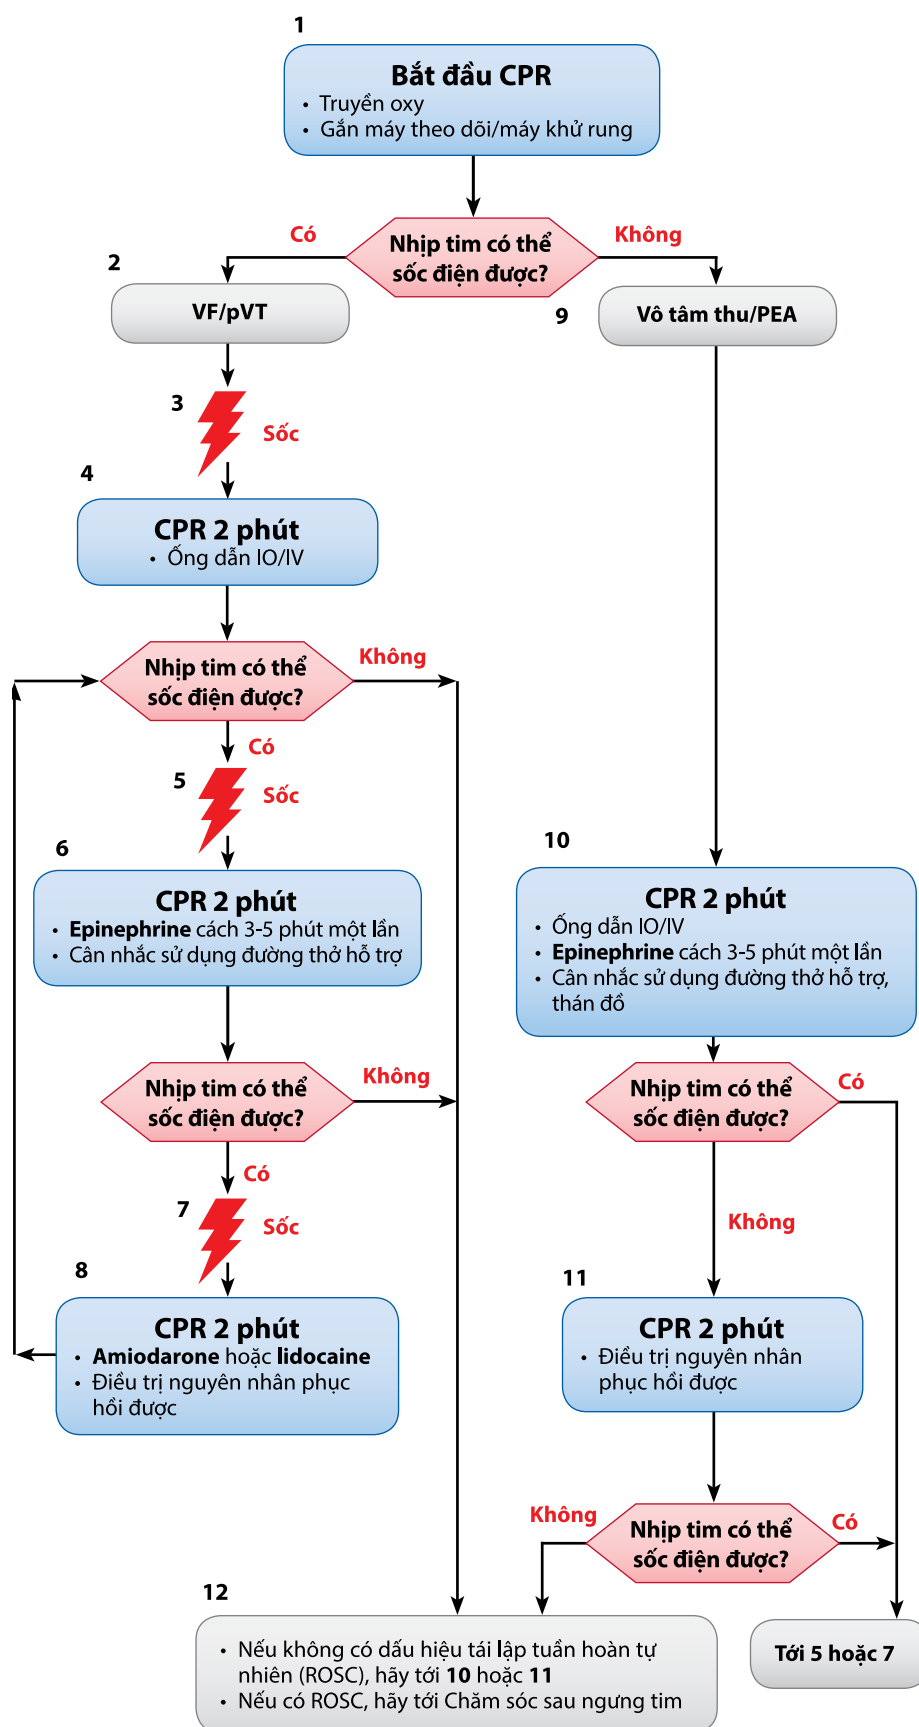 1
Bắt đầu CPR
• Truyền oxy
• Gắn máy theo dõi/máy khử rung
Nhịp tim có thể
sốc điện được?
Có
Không
2
VF/pVT
9
Vô tâm thu/PEA
3
Sốc
4
CPR 2 phút
• Ống dẫn IO/IV
Nhịp tim có thể
sốc điện được?
Không
Có
5
Sốc
6
CPR 2 phút
• Epinephrine cách 3-5 phút một lần
• Cân nhắc sử dụng đường thở hỗ trợ
10
CPR 2 phút
• Ống dẫn IO/IV
• Epinephrine cách 3-5 phút một lần
• Cân nhắc sử dụng đường thở hỗ trợ,
thán đồ
Nhịp tim có thể
sốc điện được?
Không
Có
Nhịp tim có thể
sốc điện được?
Có
Không
7
Sốc
8
CPR 2 phút
• Amiodarone hoặc lidocaine
• Điều trị nguyên nhân phục
hồi được
11
CPR 2 phút
• Điều trị nguyên nhân
phục hồi được
Nhịp tim có thể
sốc điện được?
Không
Có
12
• Nếu không có dấu hiệu tái lập tuần hoàn tự
nhiên (ROSC), hãy tới 10 hoặc 11
• Nếu có ROSC, hãy tới Chăm sóc sau ngưng tim
Tới 5 hoặc 7